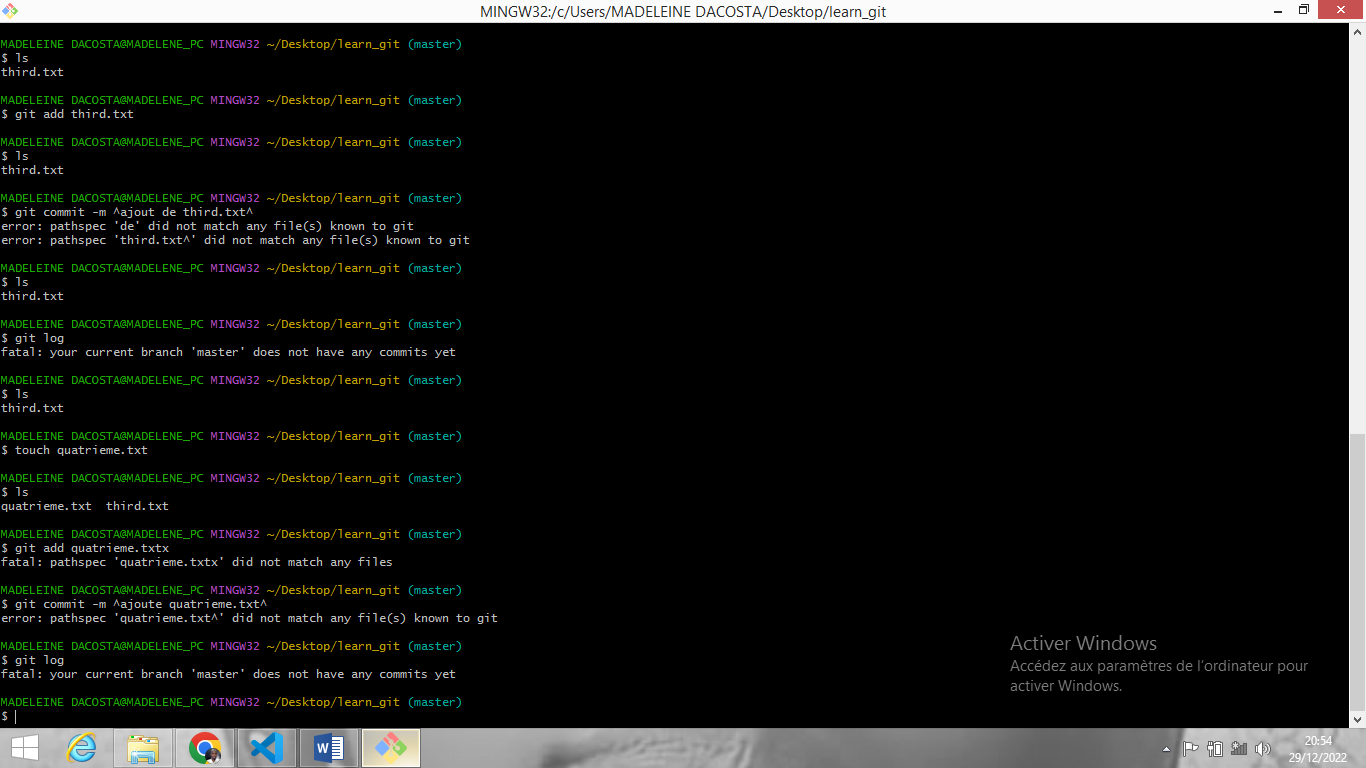 MINGW32:/c/Users/MADELEINE DACOSTA/Desktop/learn_git
MADELEINE DACOSTA@MADELENE_PC MINGW32 ~/Desktop/learn_git (master)
$ ls
third.txt
MADELEINE DACOSTA@MADELENE_PC MINGW32 ~/Desktop/learn_git (master)
$ git add third.txt
MADELEINE DACOSTA@MADELENE_PC MINGW32 ~/Desktop/learn_git (master)
$ ls
third.txt
MADELEINE DACOSTA@MADELENE_PC MINGW32 ~/Desktop/learn_git (master)
$ git commit -m ^ajout de third.txt^
error: pathspec 'de' did not match any file(s) known to git
error: pathspec 'third.txt^' did not match any file(s) known to git
MADELEINE DACOSTA@MADELENE_PC MINGW32 ~/Desktop/learn_git (master)
$ ls
third.txt
MADELEINE DACOSTA@MADELENE_PC MINGW32 ~/Desktop/learn_git (master)
$ git log
fatal: your current branch 'master' does not have any commits yet
MADELEINE DACOSTA@MADELENE_PC MINGW32 ~/Desktop/learn_git (master)
$ ls
third.txt
MADELEINE DACOSTA@MADELENE_PC MINGW32 ~/Desktop/learn_git (master)
$ touch quatrieme.txt
MADELEINE DACOSTA@MADELENE_PC MINGW32 ~/Desktop/learn_git (master)
$ ls
quatrieme.txt  third.txt
MADELEINE DACOSTA@MADELENE_PC MINGW32 ~/Desktop/learn_git (master)
$ git add quatrieme.txtx
fatal: pathspec 'quatrieme.txtx' did not match any files
MADELEINE DACOSTA@MADELENE_PC MINGW32 ~/Desktop/learn_git (master)
$ git commit -m ^ajoute quatrieme.txt^
error: pathspec 'quatrieme.txt^' did not match any file(s) known to git
MADELEINE DACOSTA@MADELENE_PC MINGW32 ~/Desktop/learn_git (master)
$ git log
fatal: your current branch 'master' does not have any commits yet
MADELEINE DACOSTA@MADELENE_PC MINGW32 ~/Desktop/learn_git (master)
$
Activer Windows
Accédez aux paramètres de l'ordinateur pour
activer Windows.
20:54
29/12/2022